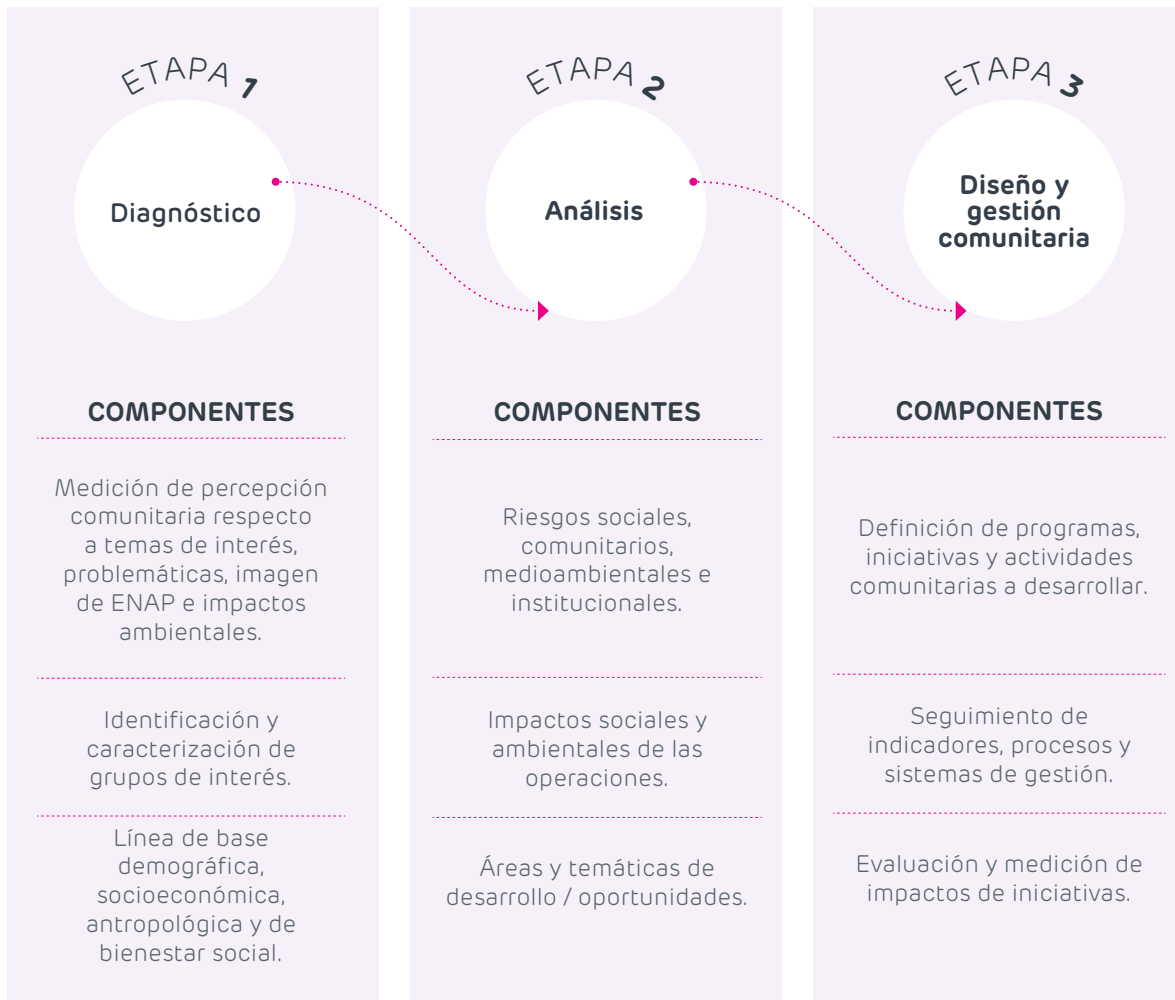 ETAPA 1
Diagnóstico
COMPONENTES
Medición de percepción
comunitaria respecto
a temas de interés,
problemáticas, imagen
de ENAP e impactos
ambientales.
Identificación y
caracterización de
grupos de interés.
Línea de base
demográfica,
socioeconómica,
antropológica y de
bienestar social.
ETAPA 2
Análisis
COMPONENTES
Riesgos sociales,
comunitarios,
medioambientales e
institucionales.
Impactos sociales y
ambientales de las
operaciones.
Áreas y temáticas de
desarrollo / oportunidades.
ETAPA 3
Diseño y
gestión
comunitaria
COMPONENTES
Definición de programas,
iniciativas y actividades
comunitarias a desarrollar.
Seguimiento de
indicadores, procesos y
sistemas de gestión.
Evaluación y medición de
impactos de iniciativas.